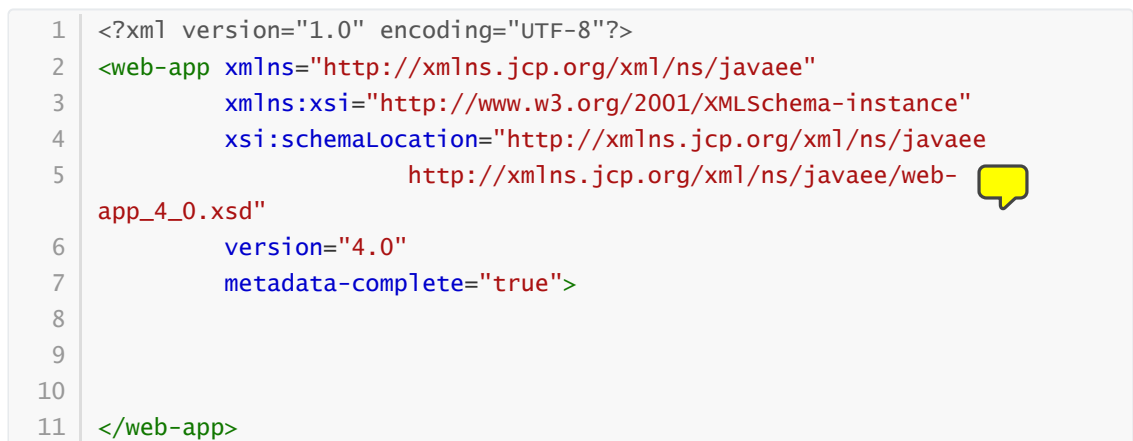 1 <?xml version="1.0" encoding="UTF-8"?>
2 <web-app xmlns="http://xmlns.jcp.org/xml/ns/javaee"
3 xmlns:xsi="http://www.w3.org/2001/XMLSchema-instance"
4 xsi:schemaLocation="http://xmlns.jcp.org/xml/ns/javaee
5 http://xmlns.jcp.org/xml/ns/javaee/web-
app_4_0.xsd"
6 version="4.0"
7 metadata-complete="true">
8
9
10
11 </web-app>